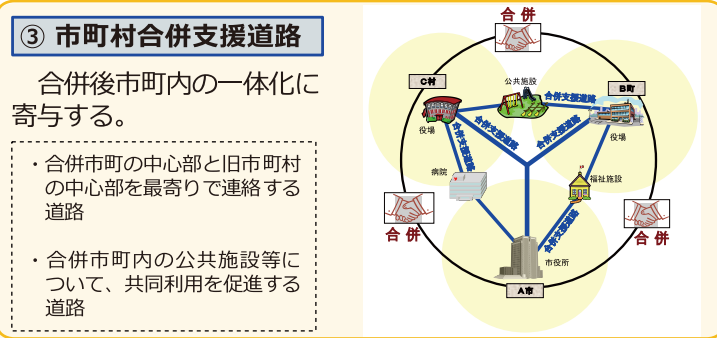 ③ 市町村合併支援道路
合併後市町内の一体化に
寄与する。
・合併市町の中心部と旧市町村
の中心部を最寄りで連絡する
道路
・合併市町内の公共施設等に
ついて、共同利用を促進する
道路
合併
C村
公共施設
B町
合併支援道路
役場
合併支援道路
合併支援道路
合併支援道路
役場
病院
福祉施設
合併
合併支援道路
合併
市役所
A市